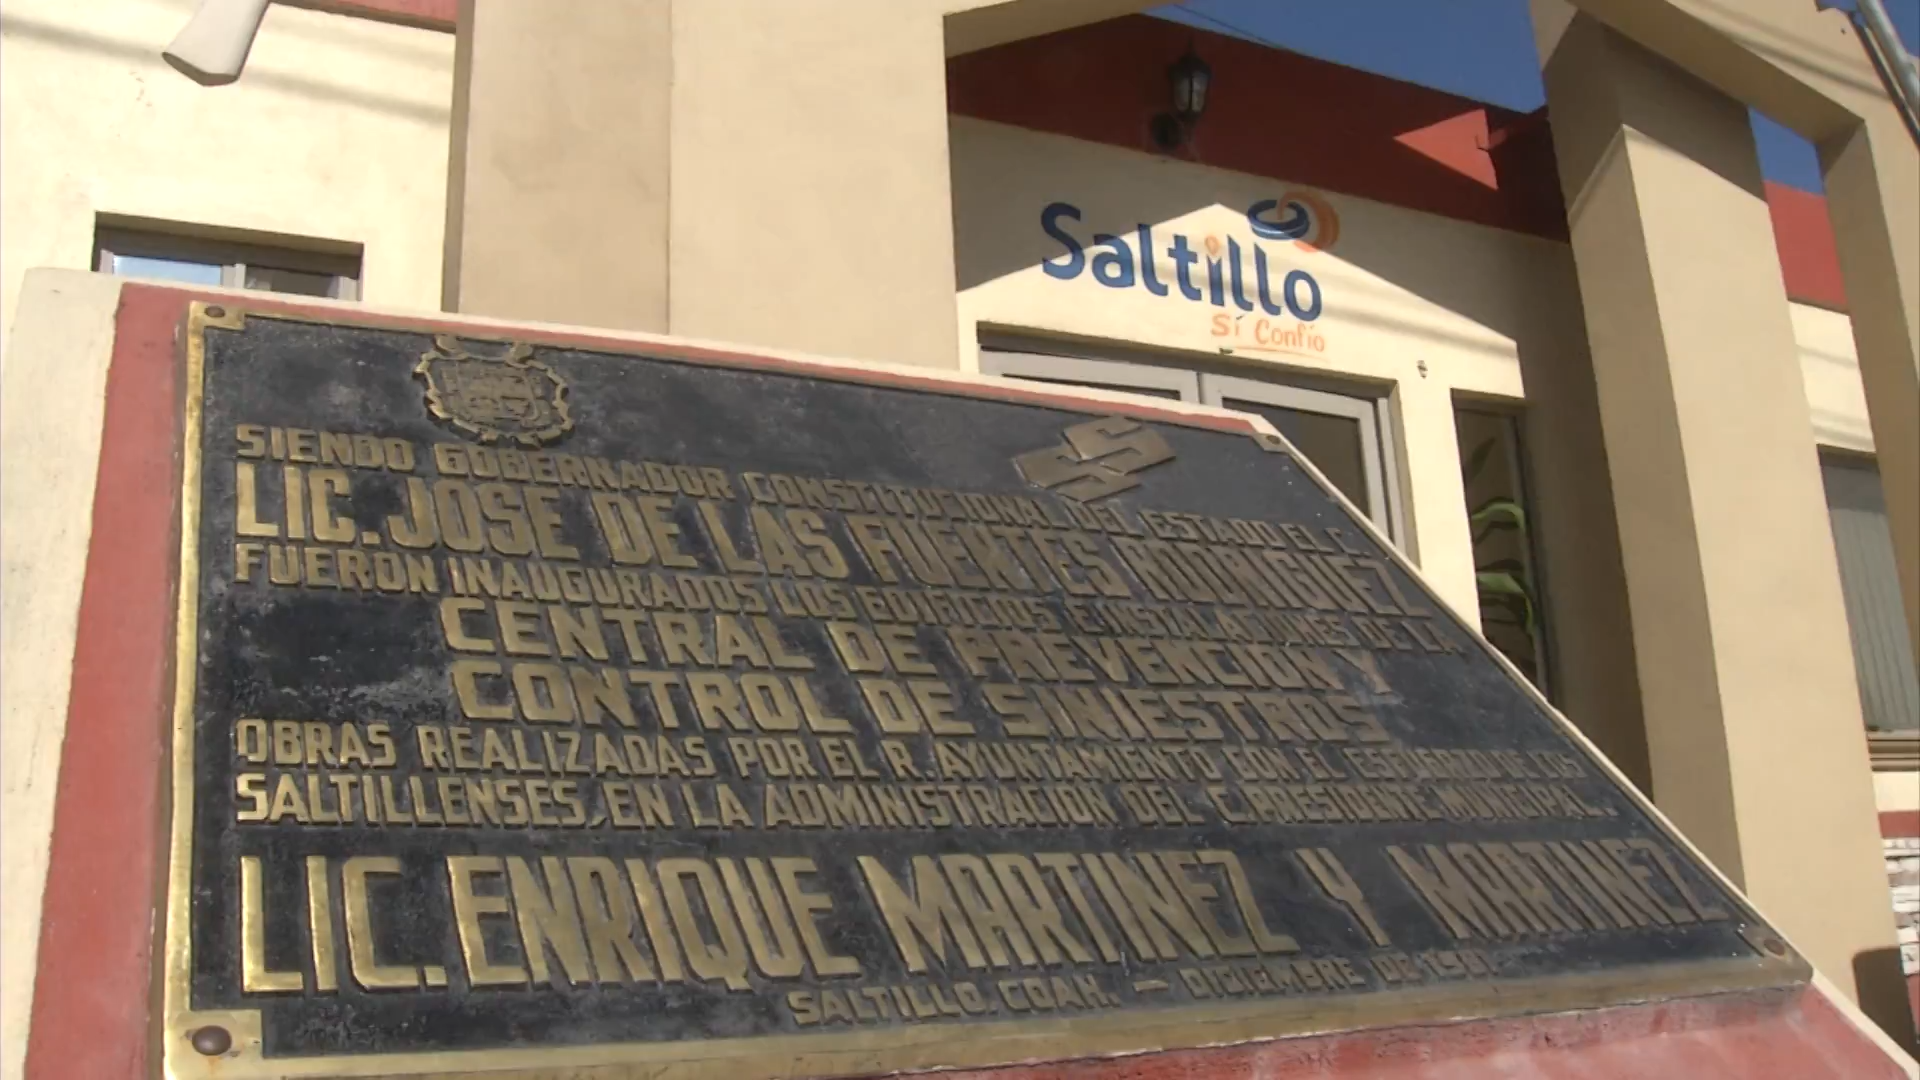 Saltillo
Sí Confío
SIENDO GOBERNADOR CONSTITUCIONAL DEL ESTADO EL C.
LIC. JOSE DE LAS FUENTES RODRIGUEZ
FUERON INAUGURADOS LOS EDIFICIOS E INSTALACIONES DE LA
CENTRAL DE PREVENCION Y
CONTROL DE SINIESTROS
OBRAS REALIZADAS POR EL R. AYUNTAMIENTO CON EL ESFUERZO DE LOS
SALTILLENSES, EN LA ADMINISTRACION DEL C. PRESIDENTE MUNICIPAL.
LIC. ENRIQUE MARTINEZ Y MARTINEZ
SALTILLO, COAH. — DICIEMBRE DE